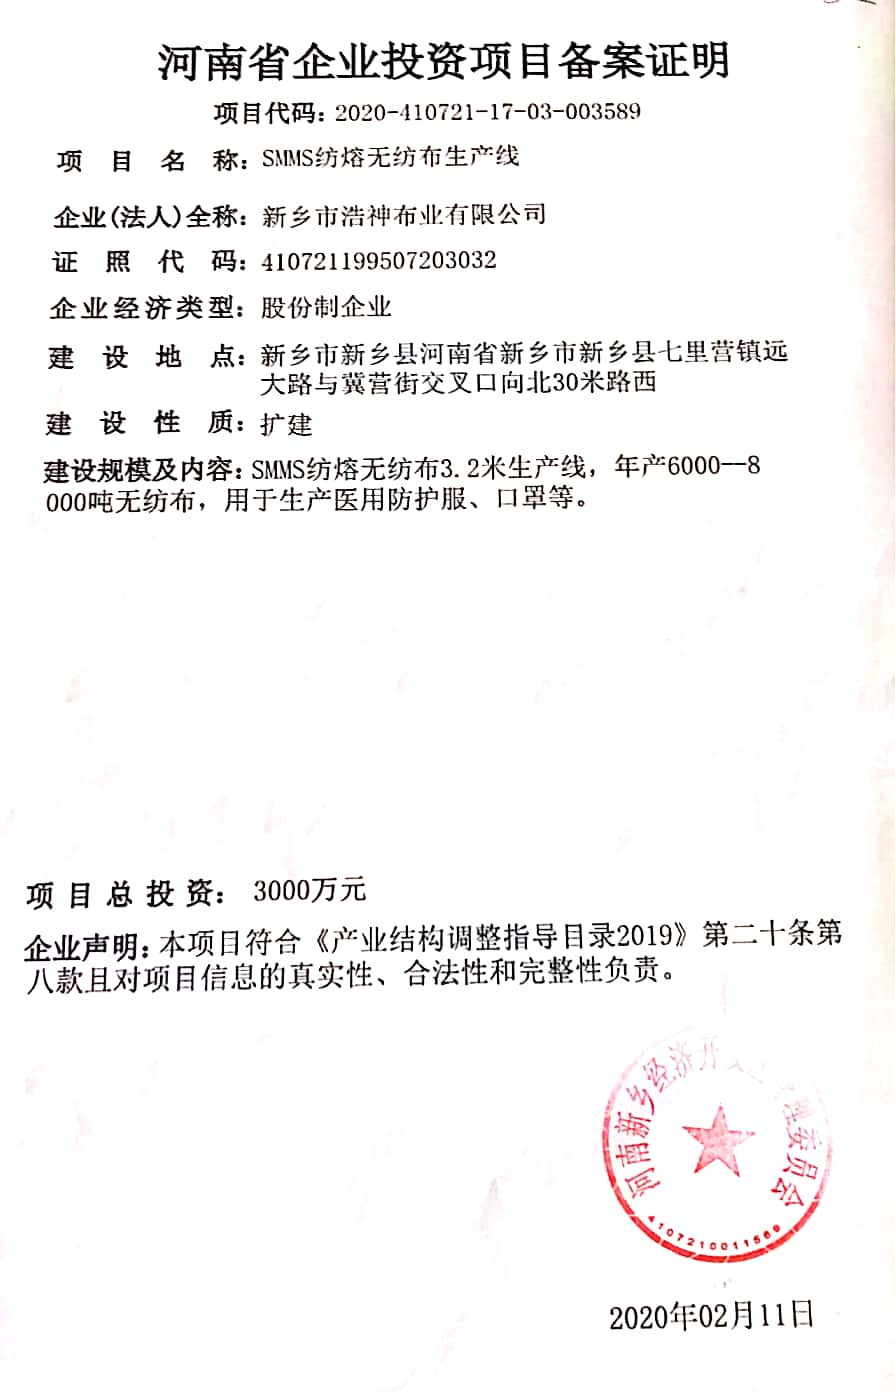 河南省企业投资项目备案证明
项目代码：2020-410721-17-03-003589
项目名称：SMMS纺熔无纺布生产线
企业(法人)全称：新乡市浩神布业有限公司
证照代码：410721199507203032
企业经济类型：股份制企业
建设地点：新乡市新乡县河南省新乡市新乡县七里营镇远
大路与冀营街交叉口向北30米路西
建设性质：扩建
建设规模及内容：SMMS纺熔无纺布3.2米生产线，年产6000--8
000吨无纺布，用于生产医用防护服、口罩等。
项目总投资：3000万元
企业声明：本项目符合《产业结构调整指导目录2019》第二十条第
八款且对项目信息的真实性、合法性和完整性负责。
河南新乡经济开 理委员会
4107210011569
2020年02月11日